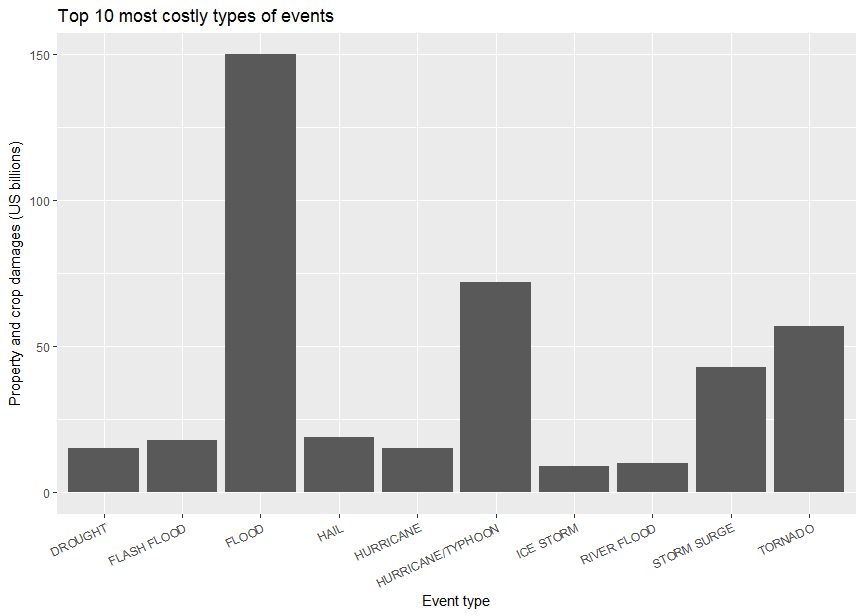 Top 10 most costly types of events
Property and crop damages (US billions)
150
100
50
0
DROUGHT
FLASH FLOOD
FLOOD
HAIL
HURRICANE
HURRICANE/TYPHOON
ICE STORM
RIVER FLOOD
STORM SURGE
TORNADO
Event type